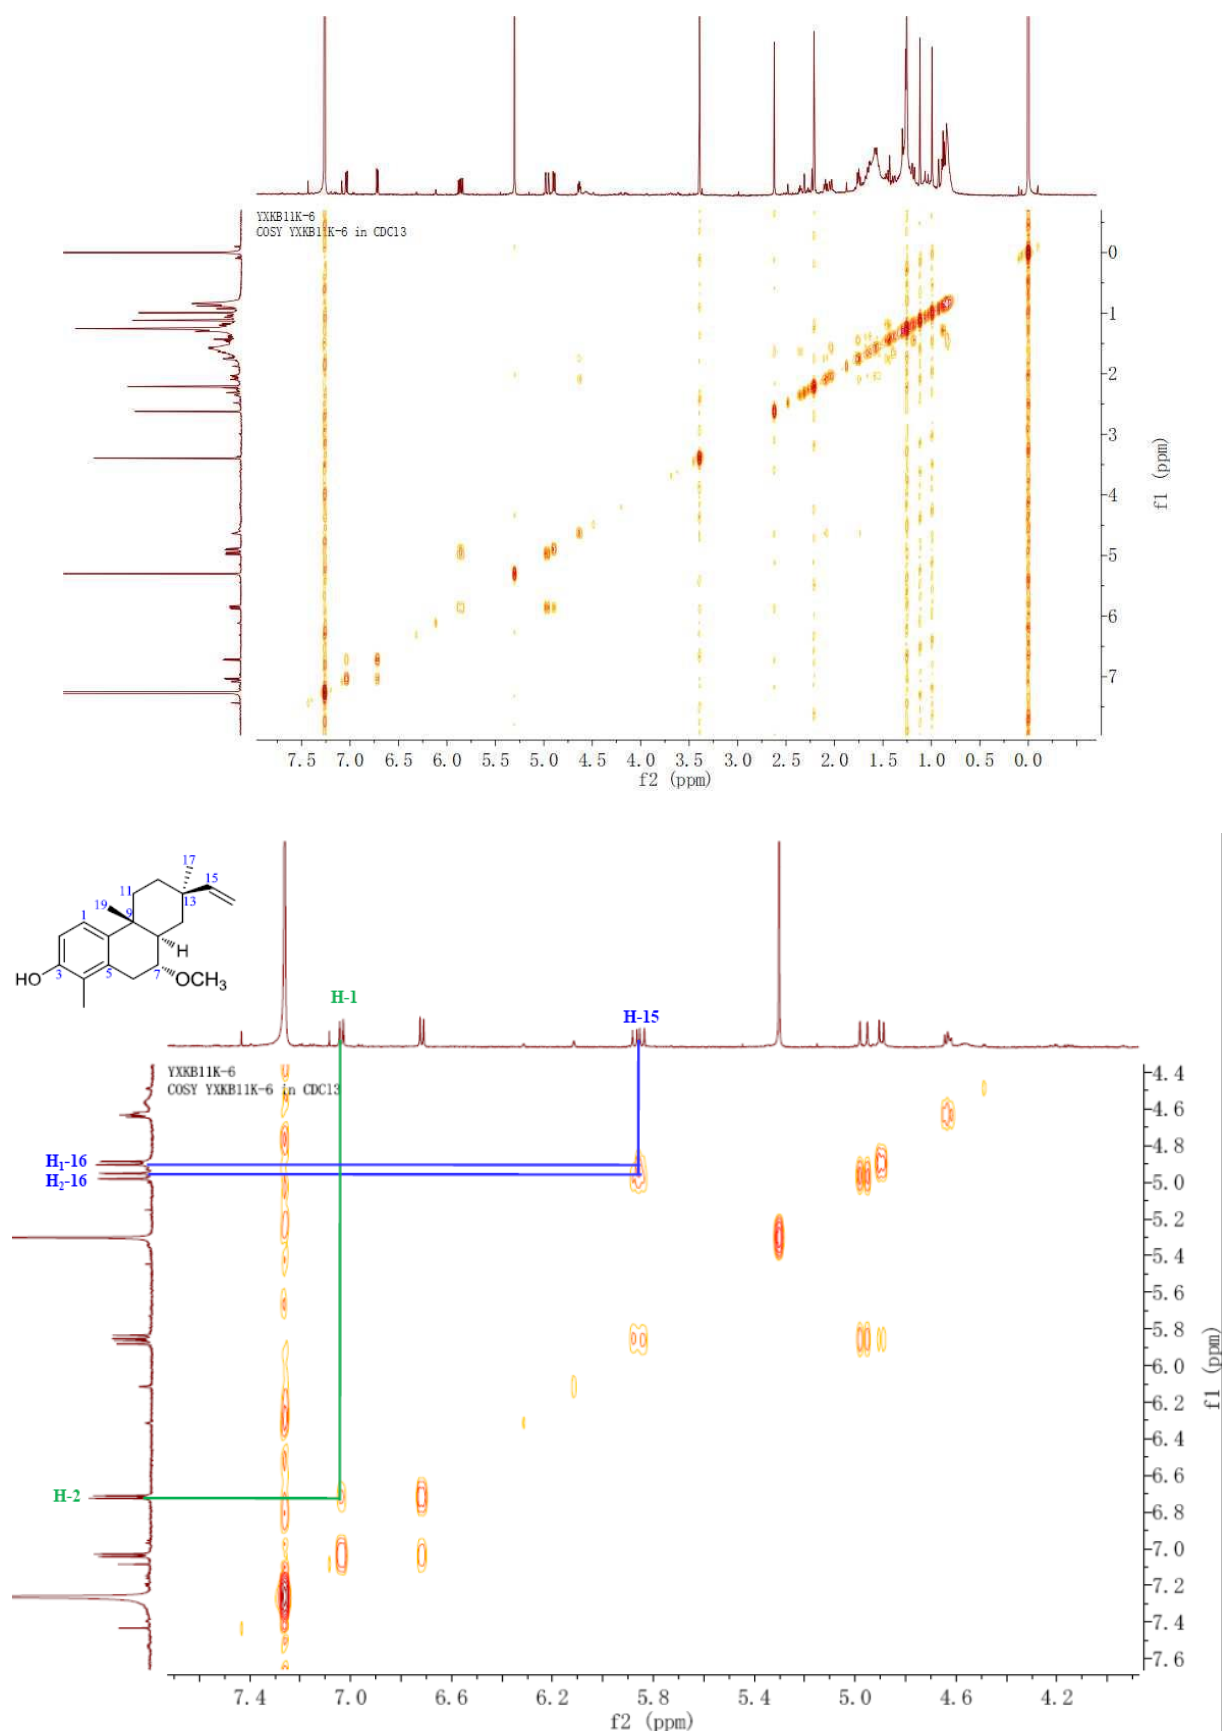 YXKB11K-6
COSY YXKB11K-6 in CDC13
0
1
2
3
4
5
6
7
f1 (ppm)
7.5 7.0 6.5 6.0 5.5 5.0 4.5 4.0 3.5 3.0 2.5 2.0 1.5 1.0 0.5 0.0
f2 (ppm)
17
15
11
13
19
9
1
H
HO
3
5
7
OCH3
H-1
H-15
YXKB11K-6
COSY YXKB11K-6 in CDC13
H1-16
H2-16
H-2
4.4
4.6
4.8
5.0
5.2
5.4
5.6
5.8
6.0
6.2
6.4
6.6
6.8
7.0
7.2
7.4
7.6
f1 (ppm)
7.4 7.0 6.6 6.2 5.8 5.4 5.0 4.6 4.2
f2 (ppm)